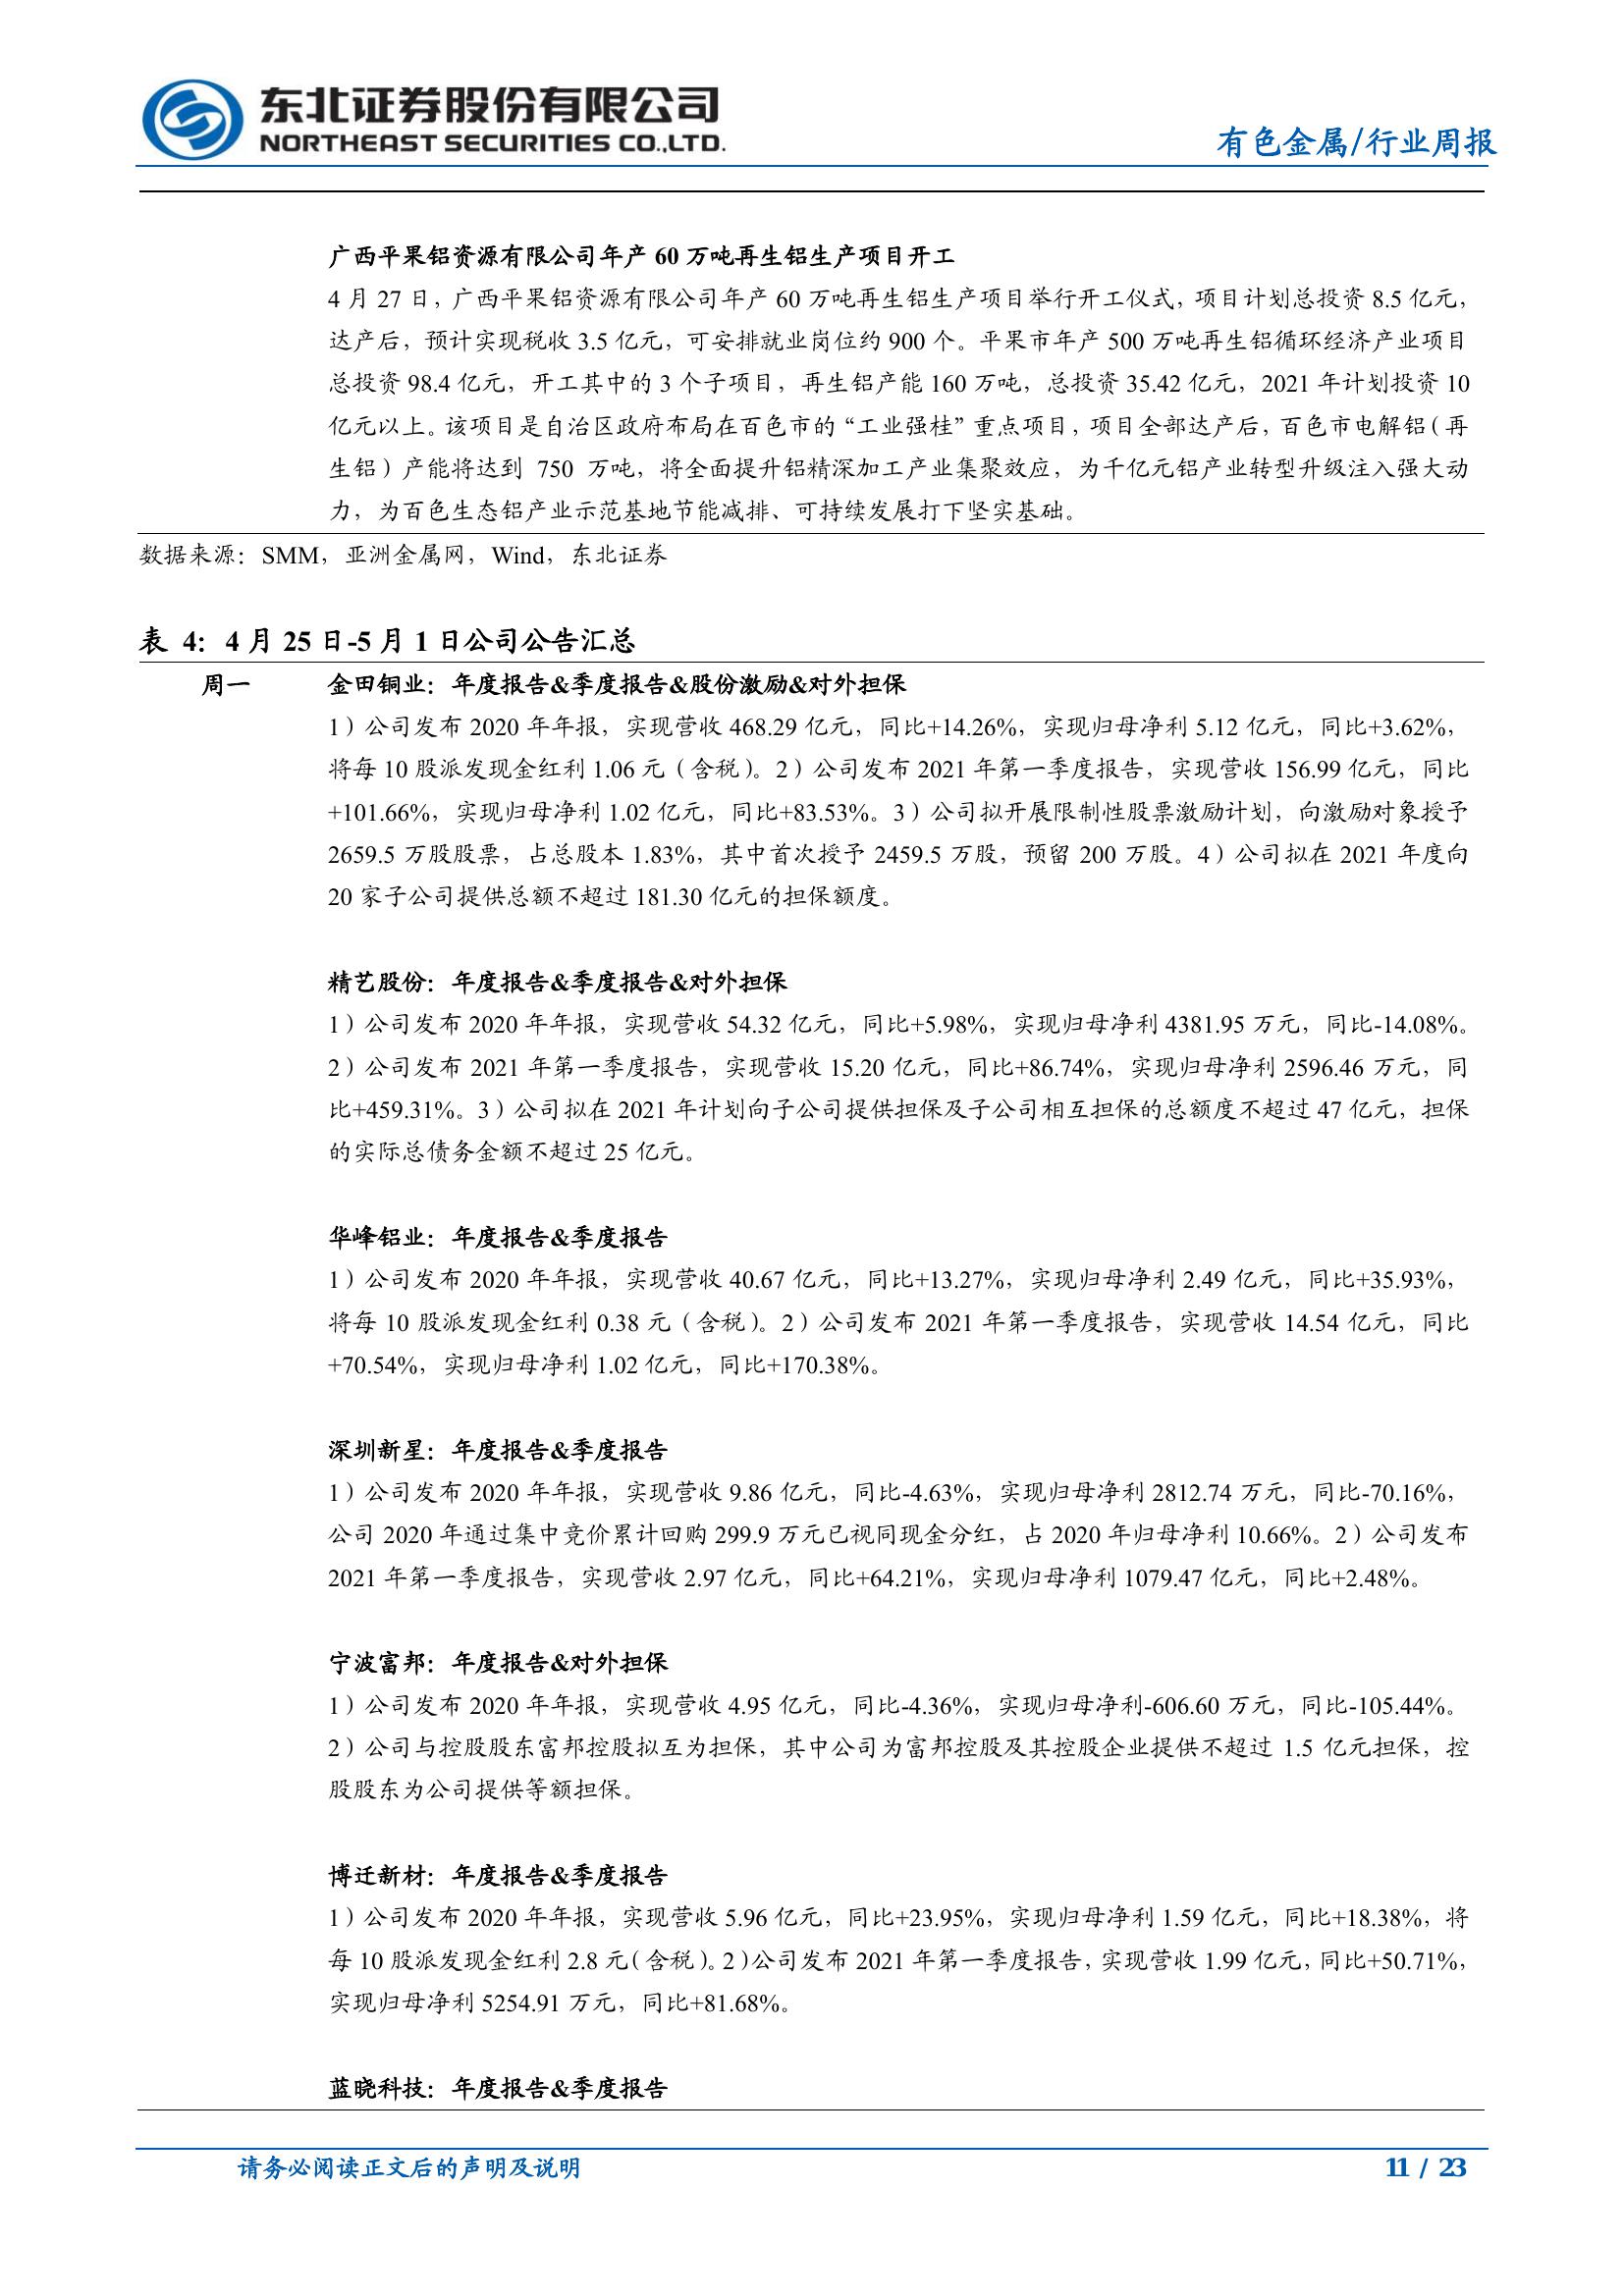 东北证券股份有限公司
NORTHEAST SECURITIES CO.,LTD.
有色金属/行业周报
广西平果铝资源有限公司年产 60 万吨再生铝生产项目开工
4 月 27 日，广西平果铝资源有限公司年产 60 万吨再生铝生产项目举行开工仪式，项目计划总投资 8.5 亿元，
达产后，预计实现税收 3.5 亿元，可安排就业岗位约 900 个。平果市年产 500 万吨再生铝循环经济产业项目
总投资 98.4 亿元，开工其中的 3 个子项目，再生铝产能 160 万吨，总投资 35.42 亿元，2021 年计划投资 10
亿元以上。该项目是自治区政府布局在百色市的“工业强桂”重点项目，项目全部达产后，百色市电解铝（再
生铝）产能将达到 750 万吨，将全面提升铝精深加工产业集聚效应，为千亿元铝产业转型升级注入强大动
力，为百色生态铝产业示范基地节能减排、可持续发展打下坚实基础。
数据来源：SMM，亚洲金属网，Wind，东北证券
表 4：4 月 25 日-5 月 1 日公司公告汇总
周一 金田铜业：年度报告&季度报告&股份激励&对外担保
1）公司发布 2020 年年报，实现营收 468.29 亿元，同比+14.26%，实现归母净利 5.12 亿元，同比+3.62%，
将每 10 股派发现金红利 1.06 元（含税）。2）公司发布 2021 年第一季度报告，实现营收 156.99 亿元，同比
+101.66%，实现归母净利 1.02 亿元，同比+83.53%。3）公司拟开展限制性股票激励计划，向激励对象授予
2659.5 万股股票，占总股本 1.83%，其中首次授予 2459.5 万股，预留 200 万股。4）公司拟在 2021 年度向
20 家子公司提供总额不超过 181.30 亿元的担保额度。
精艺股份：年度报告&季度报告&对外担保
1）公司发布 2020 年年报，实现营收 54.32 亿元，同比+5.98%，实现归母净利 4381.95 万元，同比-14.08%。
2）公司发布 2021 年第一季度报告，实现营收 15.20 亿元，同比+86.74%，实现归母净利 2596.46 万元，同
比+459.31%。3）公司拟在 2021 年计划向子公司提供担保及子公司相互担保的总额度不超过 47 亿元，担保
的实际总债务金额不超过 25 亿元。
华峰铝业：年度报告&季度报告
1）公司发布 2020 年年报，实现营收 40.67 亿元，同比+13.27%，实现归母净利 2.49 亿元，同比+35.93%，
将每 10 股派发现金红利 0.38 元（含税）。2）公司发布 2021 年第一季度报告，实现营收 14.54 亿元，同比
+70.54%，实现归母净利 1.02 亿元，同比+170.38%。
深圳新星：年度报告&季度报告
1）公司发布 2020 年年报，实现营收 9.86 亿元，同比-4.63%，实现归母净利 2812.74 万元，同比-70.16%，
公司 2020 年通过集中竞价累计回购 299.9 万元已视同现金分红，占 2020 年归母净利 10.66%。2）公司发布
2021 年第一季度报告，实现营收 2.97 亿元，同比+64.21%，实现归母净利 1079.47 亿元，同比+2.48%。
宁波富邦：年度报告&对外担保
1）公司发布 2020 年年报，实现营收 4.95 亿元，同比-4.36%，实现归母净利-606.60 万元，同比-105.44%。
2）公司与控股股东富邦控股拟互为担保，其中公司为富邦控股及其控股企业提供不超过 1.5 亿元担保，控
股股东为公司提供等额担保。
博迁新材：年度报告&季度报告
1）公司发布 2020 年年报，实现营收 5.96 亿元，同比+23.95%，实现归母净利 1.59 亿元，同比+18.38%，将
每 10 股派发现金红利 2.8 元（含税）。2）公司发布 2021 年第一季度报告，实现营收 1.99 亿元，同比+50.71%，
实现归母净利 5254.91 万元，同比+81.68%。
蓝晓科技：年度报告&季度报告
请务必阅读正文后的声明及说明
11 / 23